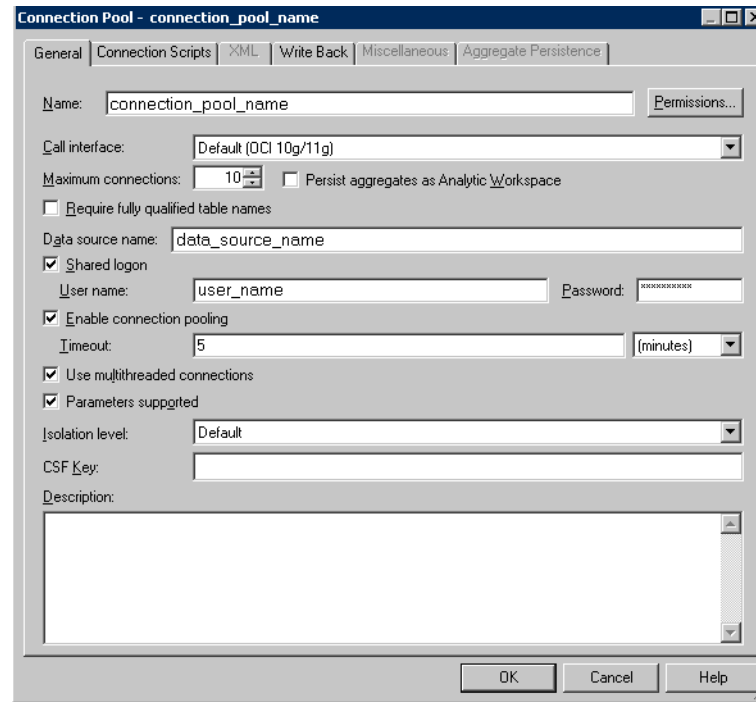 Connection Pool - connection_pool_name
General Connection Scripts XML Write Back Miscellaneous Aggregate Persistence
Name: connection_pool_name Permissions...
Call interface: Default (OCI 10g/11g)
Maximum connections: 10 Persist aggregates as Analytic Workspace
Require fully qualified table names
Data source name: data_source_name
Shared logon
User name: user_name Password: **********
Enable connection pooling
Timeout: 5 (minutes)
Use multithreaded connections
Parameters supported
Isolation level: Default
CSF Key:
Description:
OK Cancel Help